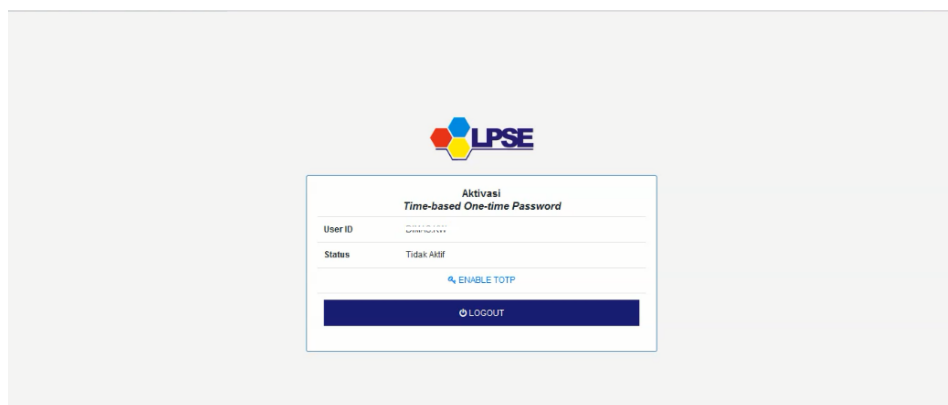 LPSE
Aktivasi
Time-based One-time Password
User ID
Status Tidak Aktif
ENABLE TOTP
LOGOUT